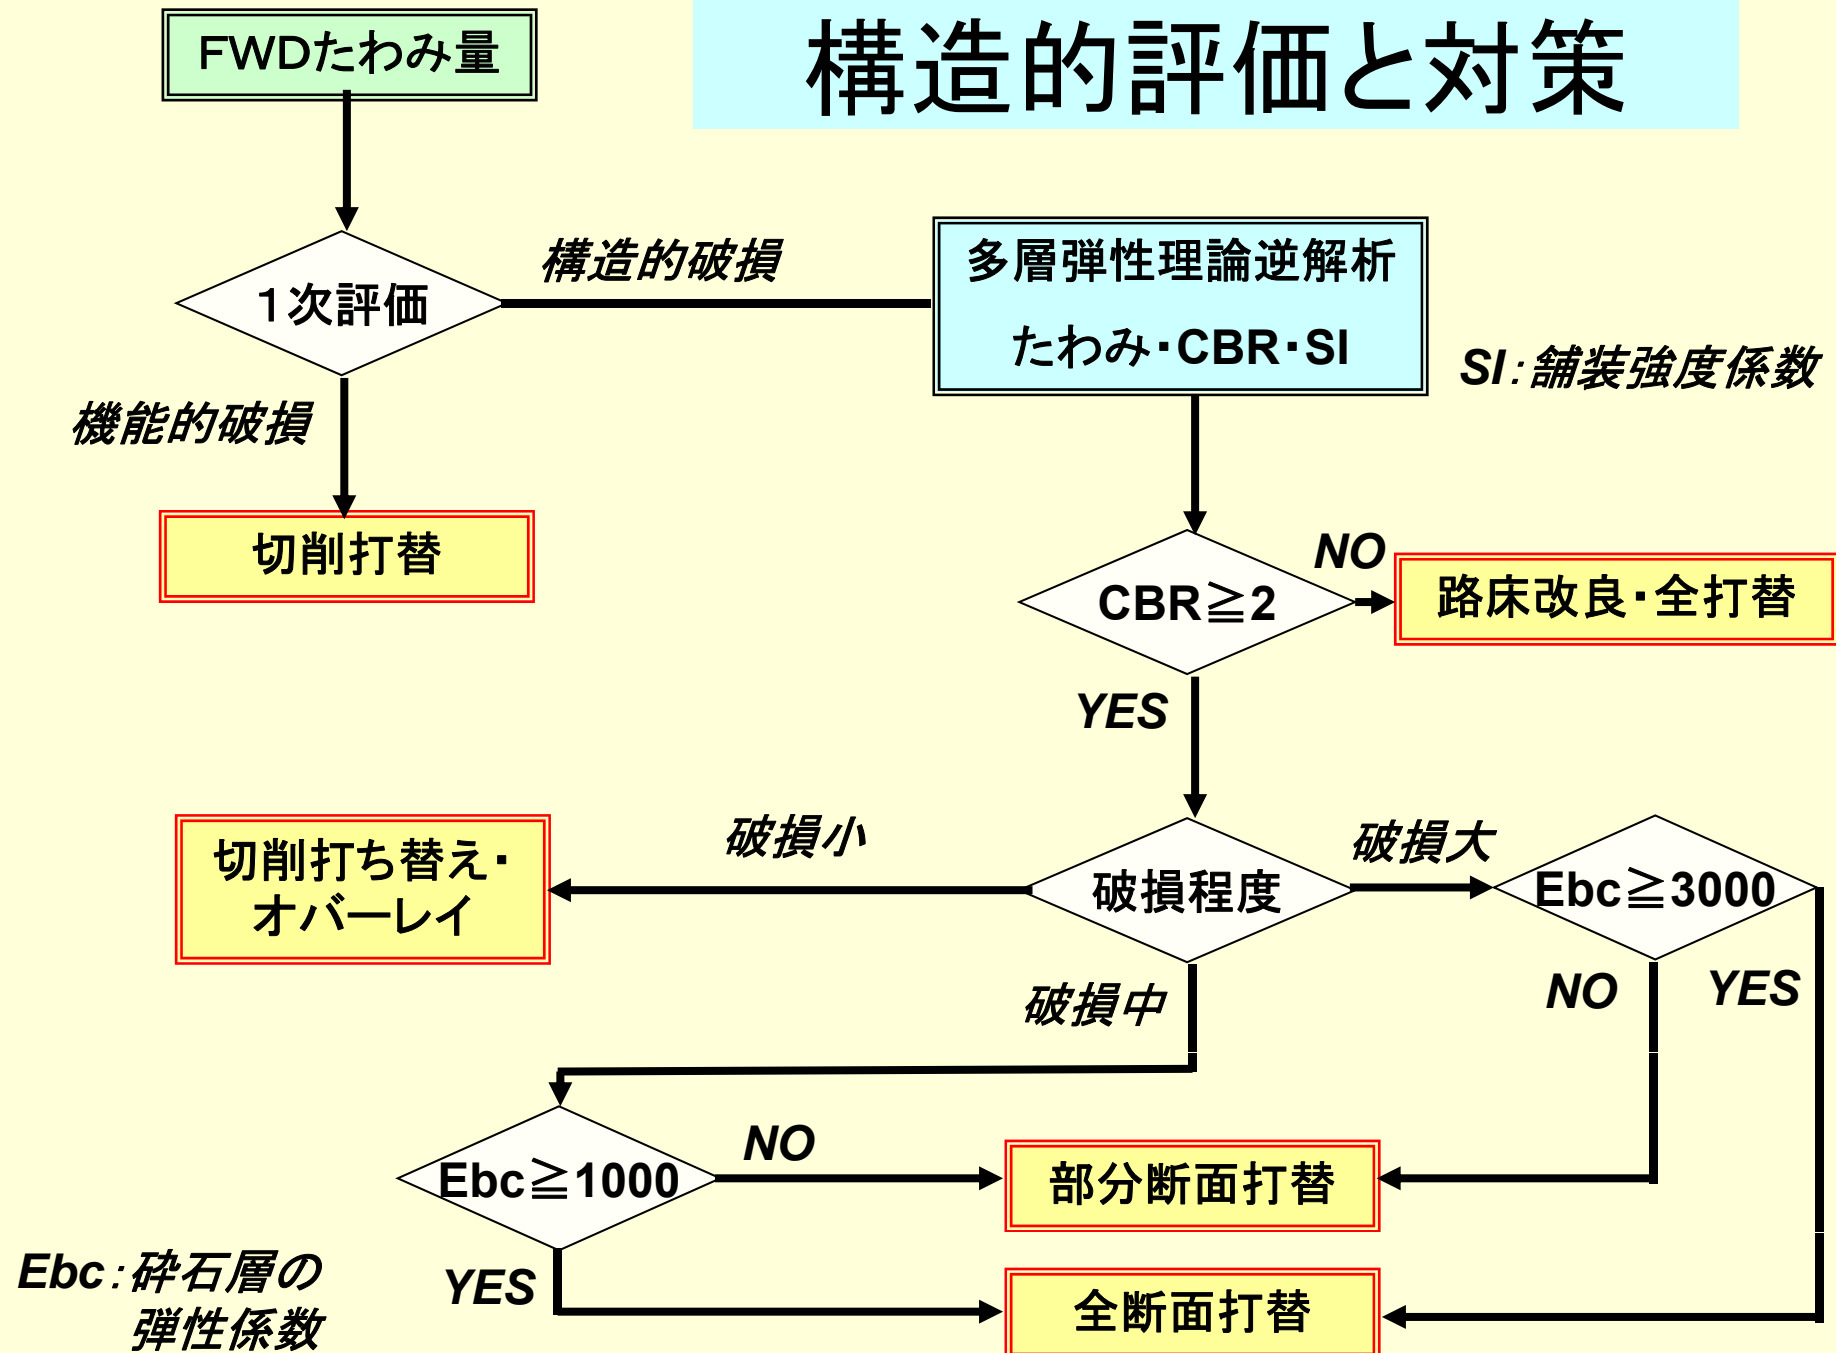 構造的評価と対策
FWDたわみ量
1次評価
構造的破損
多層弾性理論逆解析
たわみ・CBR・SI
SI：舗装強度係数
機能的破損
切削打替
CBR≧2
NO
路床改良・全打替
YES
破損程度
破損小
切削打ち替え・
オバーレイ
破損大
Ebc≧3000
NO
YES
破損中
Ebc≧1000
NO
部分断面打替
YES
全断面打替
Ebc：砕石層の
弾性係数